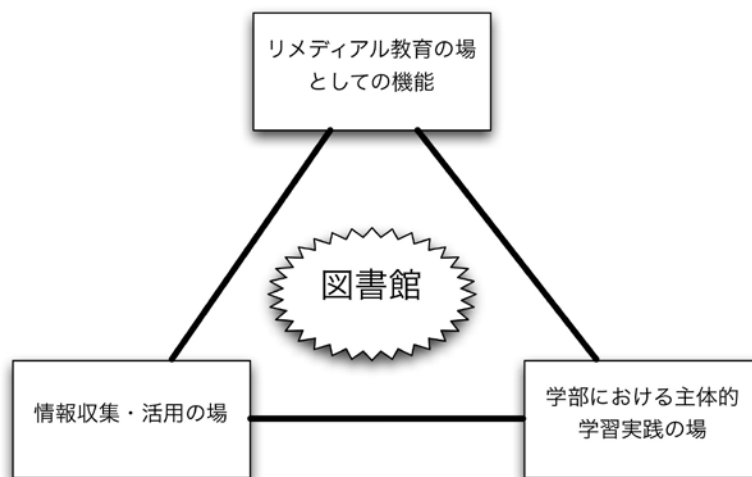 リメディアル教育の場
としての機能
図書館
情報収集・活用の場
学部における主体的
学習実践の場